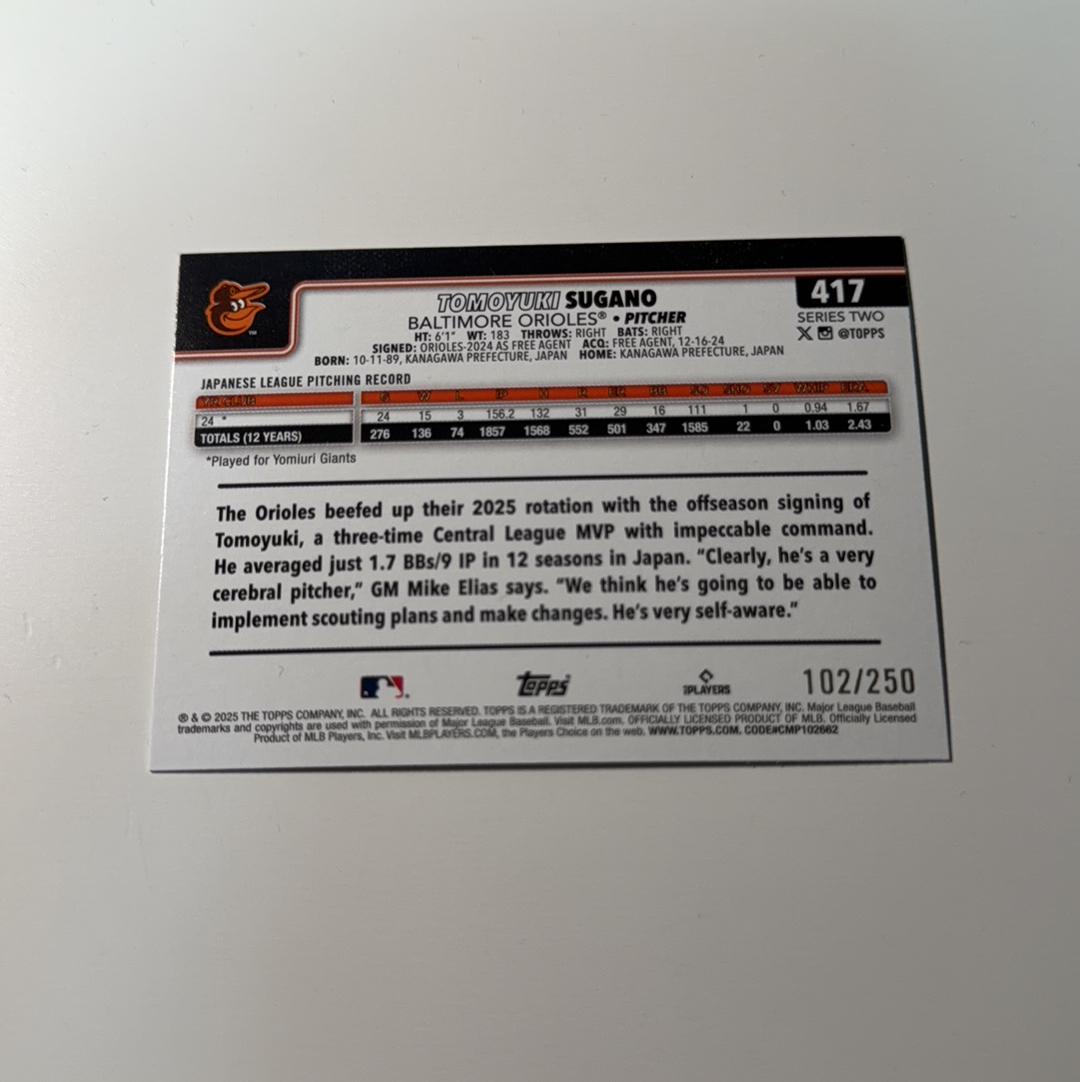 TOMOYUKI SUGANO
417
BALTIMORE ORIOLES® • PITCHER
SERIES TWO
HT: 6'1" WT: 183 THROWS: RIGHT BATS: RIGHT
@TOPPS
SIGNED: ORIOLES-2024 AS FREE AGENT ACQ: FREE AGENT, 12-16-24
BORN: 10-11-89, KANAGAWA PREFECTURE, JAPAN HOME: KANAGAWA PREFECTURE, JAPAN
TM
JAPANESE LEAGUE PITCHING RECORD
YR CLUB G W L IP H R ER BB SO SHO SV WHIP ERA
24 * 24 15 3 156.2 132 31 29 16 111 1 0 0.94 1.67
TOTALS (12 YEARS) 276 136 74 1857 1568 552 501 347 1585 22 0 1.03 2.43
*Played for Yomiuri Giants
The Orioles beefed up their 2025 rotation with the offseason signing of
Tomoyuki, a three-time Central League MVP with impeccable command.
He averaged just 1.7 BBs/9 IP in 12 seasons in Japan. “Clearly, he's a very
cerebral pitcher,” GM Mike Elias says. “We think he's going to be able to
implement scouting plans and make changes. He's very self-aware.”
Topps
PLAYERS
102/250
® & © 2025 THE TOPPS COMPANY, INC. ALL RIGHTS RESERVED. TOPPS IS A REGISTERED TRADEMARK OF THE TOPPS COMPANY, INC. Major League Baseball
trademarks and copyrights are used with permission of Major League Baseball. Visit MLB.com. OFFICIALLY LICENSED PRODUCT OF MLB. Officially Licensed
Product of MLB Players, Inc. Visit MLBPLAYERS.COM, the Players Choice on the web. WWW.TOPPS.COM. CODE#CMP102662